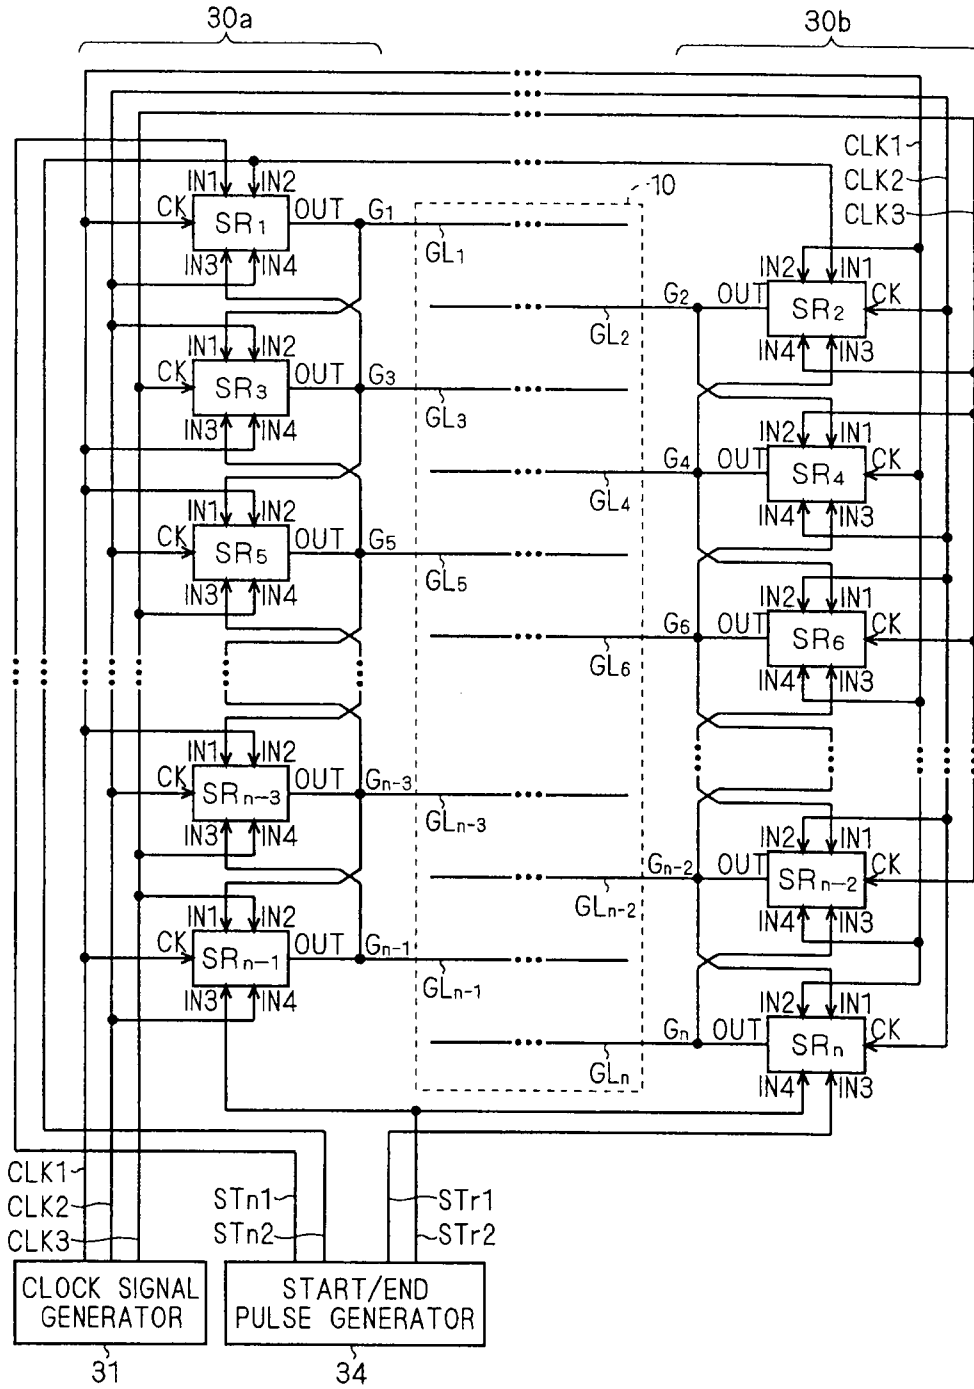 30a
30b
CLK1
CLK2
CLK3
10
IN1 IN2
CK SR1 OUT G1
GL1
IN3 IN4
IN2 IN1
G2 OUT SR2 CK
GL2
IN4 IN3
IN1 IN2
CK SR3 OUT G3
GL3
IN3 IN4
IN2 IN1
G4 OUT SR4 CK
GL4
IN4 IN3
IN1 IN2
CK SR5 OUT G5
GL5
IN3 IN4
IN2 IN1
G6 OUT SR6 CK
GL6
IN4 IN3
IN1 IN2
CK SRn-3 OUT Gn-3
GLn-3
IN3 IN4
IN2 IN1
Gn-2 OUT SRn-2 CK
GLn-2
IN4 IN3
IN1 IN2
CK SRn-1 OUT Gn-1
GLn-1
IN3 IN4
IN2 IN1
Gn OUT SRn CK
GLn
IN4 IN3
CLK1
CLK2
CLK3
STn1
STn2
STr1
STr2
CLOCK SIGNAL
GENERATOR
START/END
PULSE GENERATOR
31
34